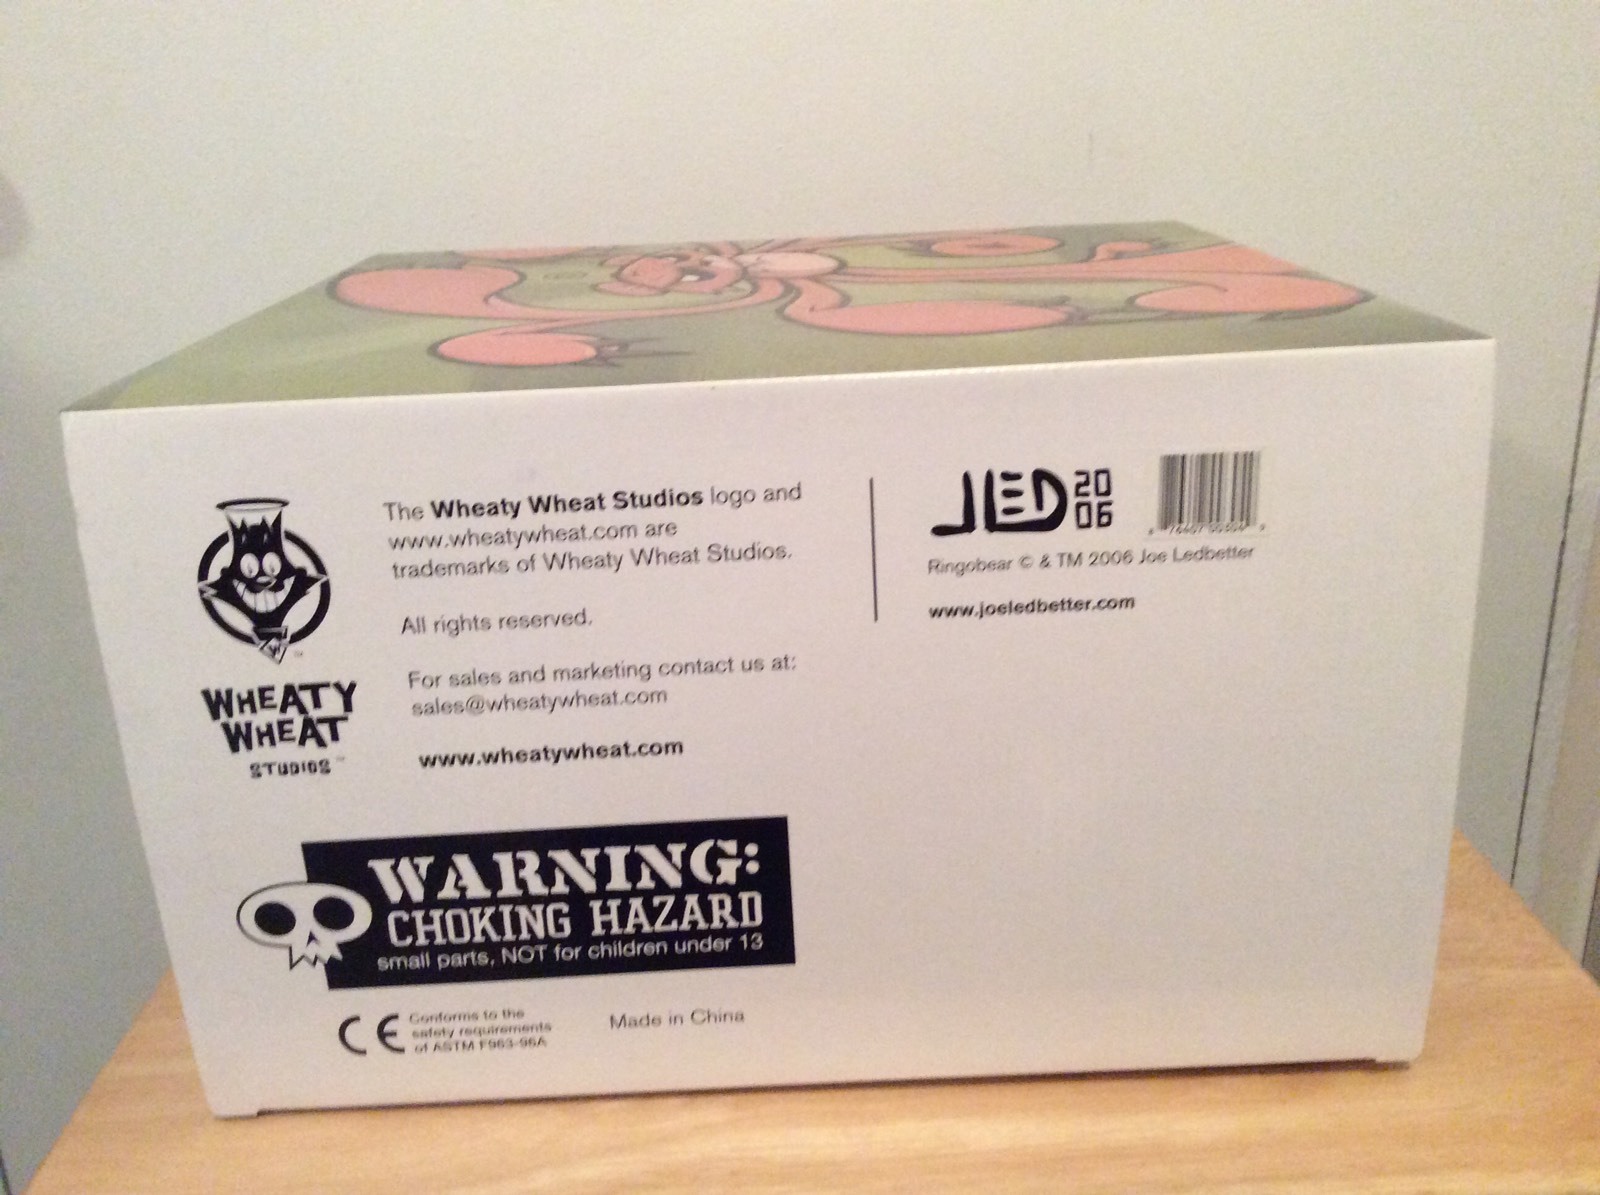 The Wheaty Wheat Studios logo and
www.wheatywheat.com are
trademarks of Wheaty Wheat Studios.
All rights reserved.
For sales and marketing contact us at:
sales@wheatywheat.com
www.wheatywheat.com
WHEATY
WHEAT
STUDIOS™
JLED 20
06
Ringobear © & TM 2006 Joe Ledbetter
www.joeledbetter.com
WARNING:
CHOKING HAZARD
small parts, NOT for children under 13
CE
Conforms to the
safety requirements
of ASTM F963-96A
Made in China